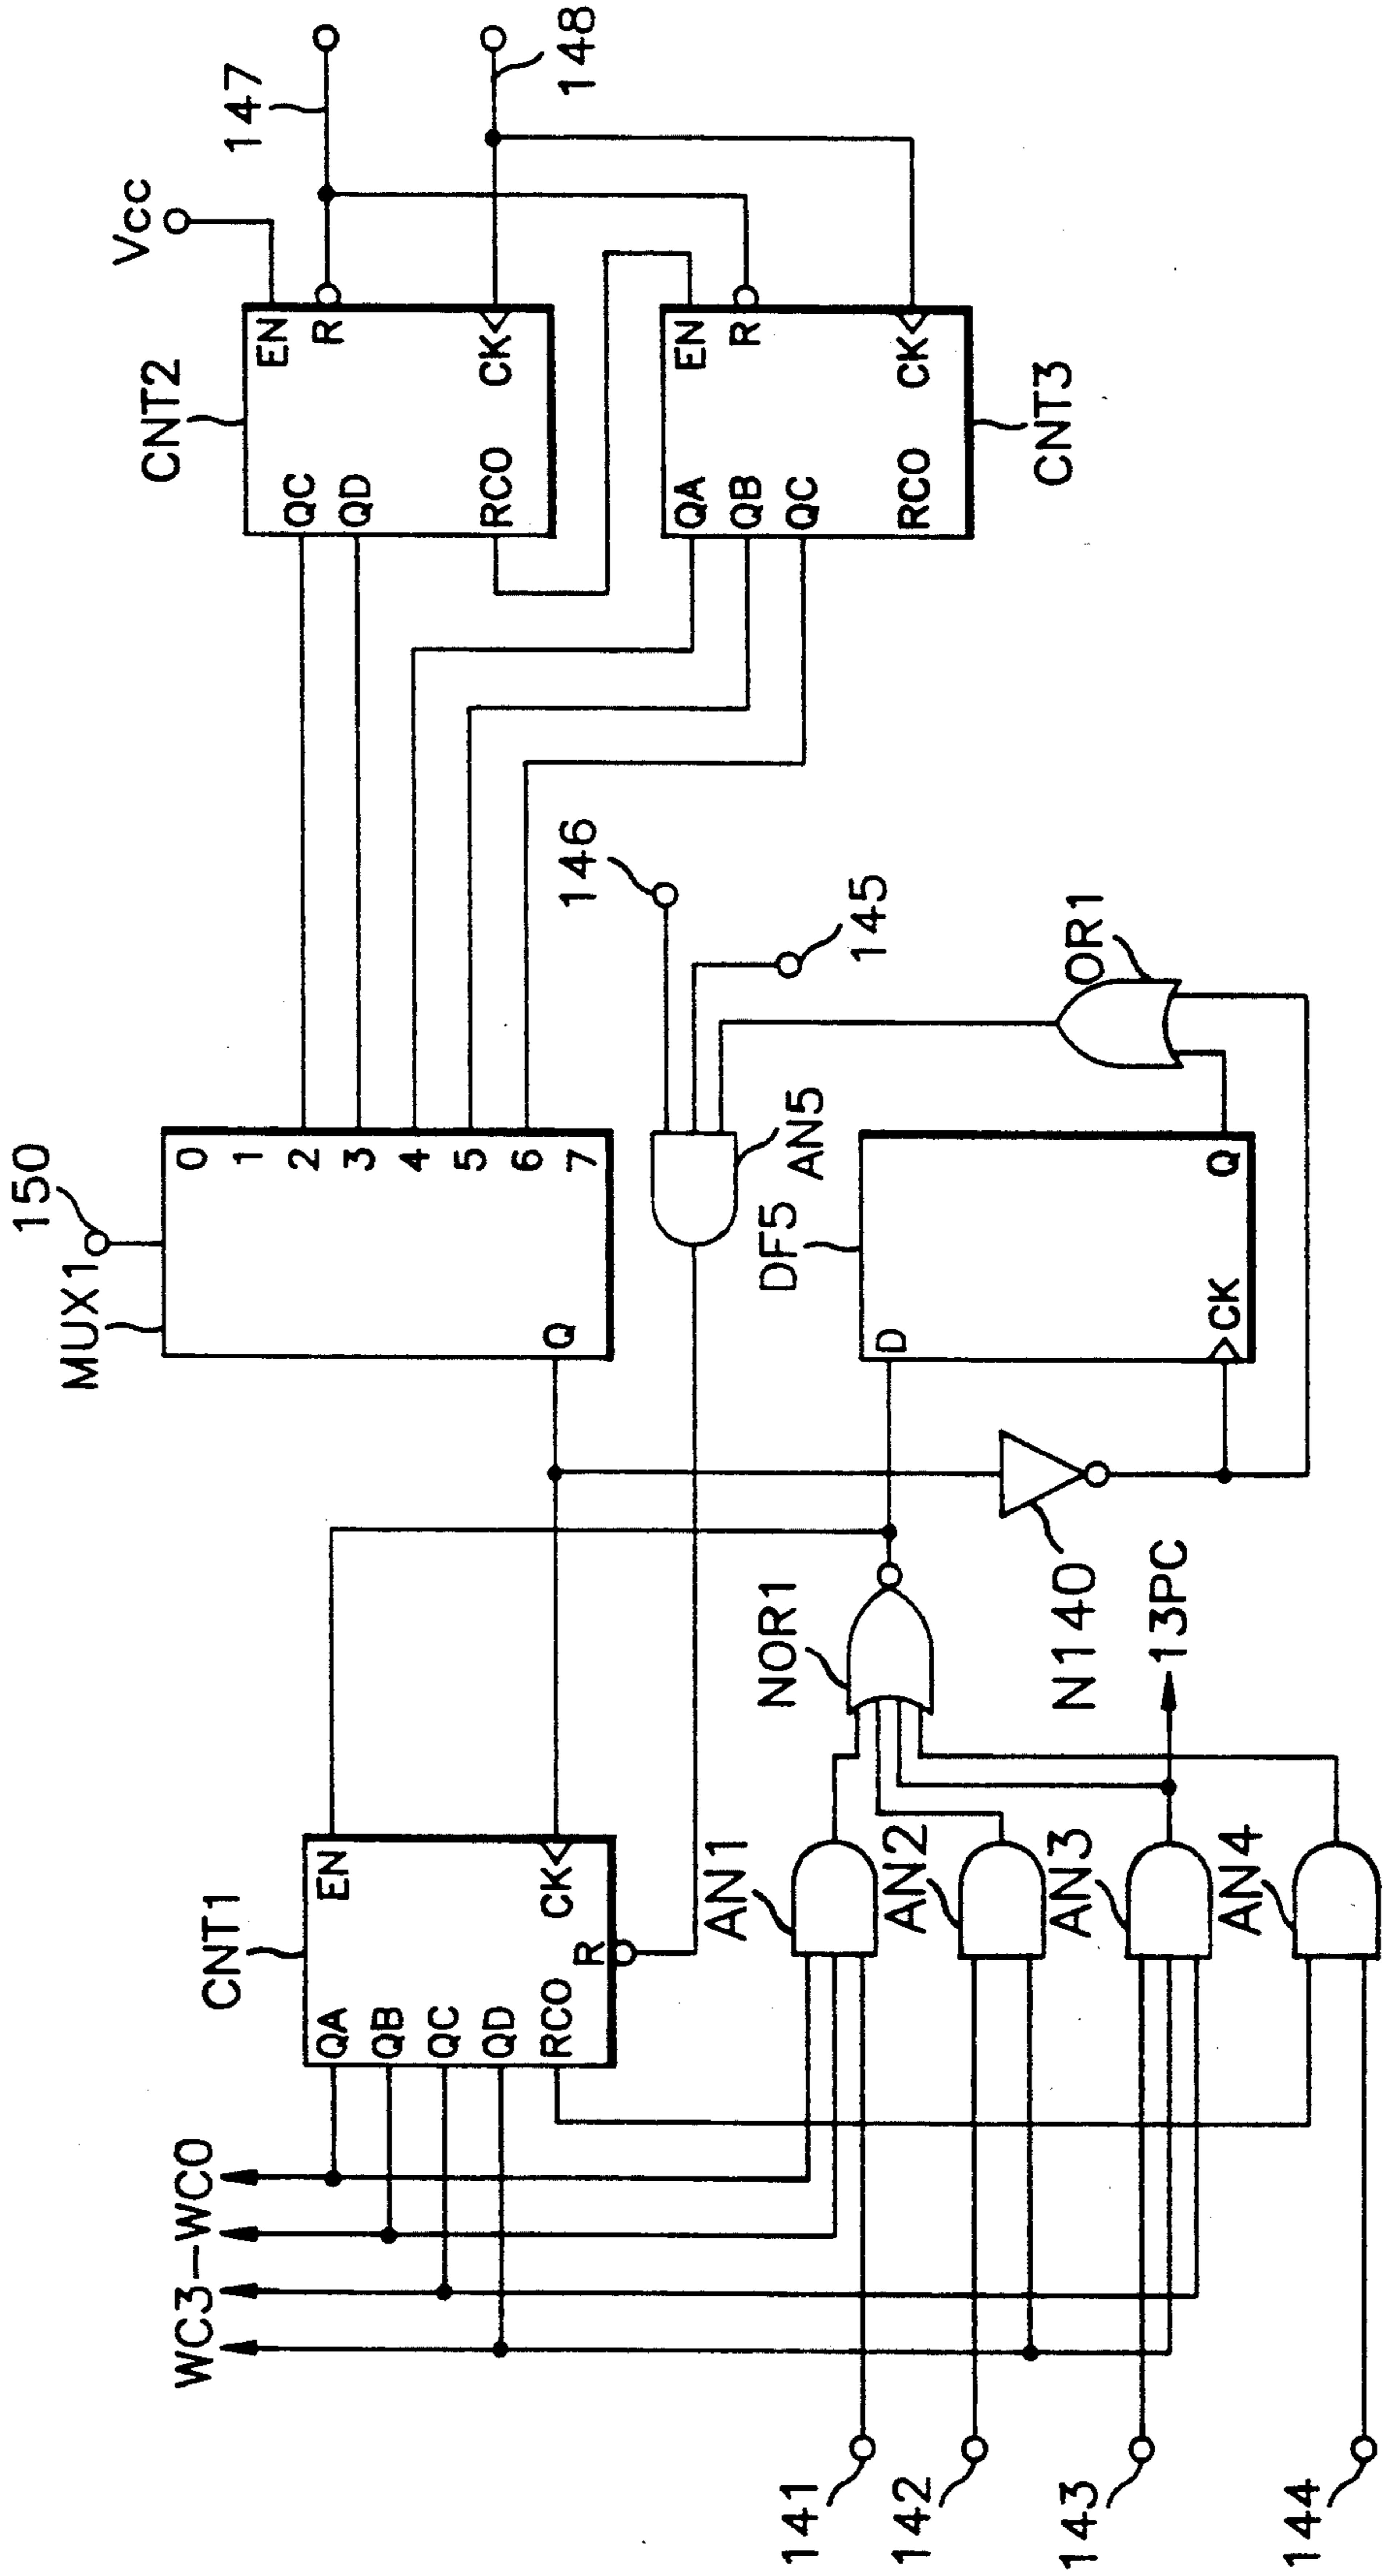 WC3-WC0
CNT1
QA
QB
QC
QD
RCO
EN
CK
R
MUX1
150
0
1
2
3
4
5
6
7
Q
CNT2
QC
QD
RCO
EN
R
CK
Vcc
147
148
CNT3
QA
QB
QC
RCO
EN
R
CK
146
145
AN5
OR1
DF5
D
CK
Q
N140
NOR1
13PC
AN1
AN2
AN3
AN4
141
142
143
144